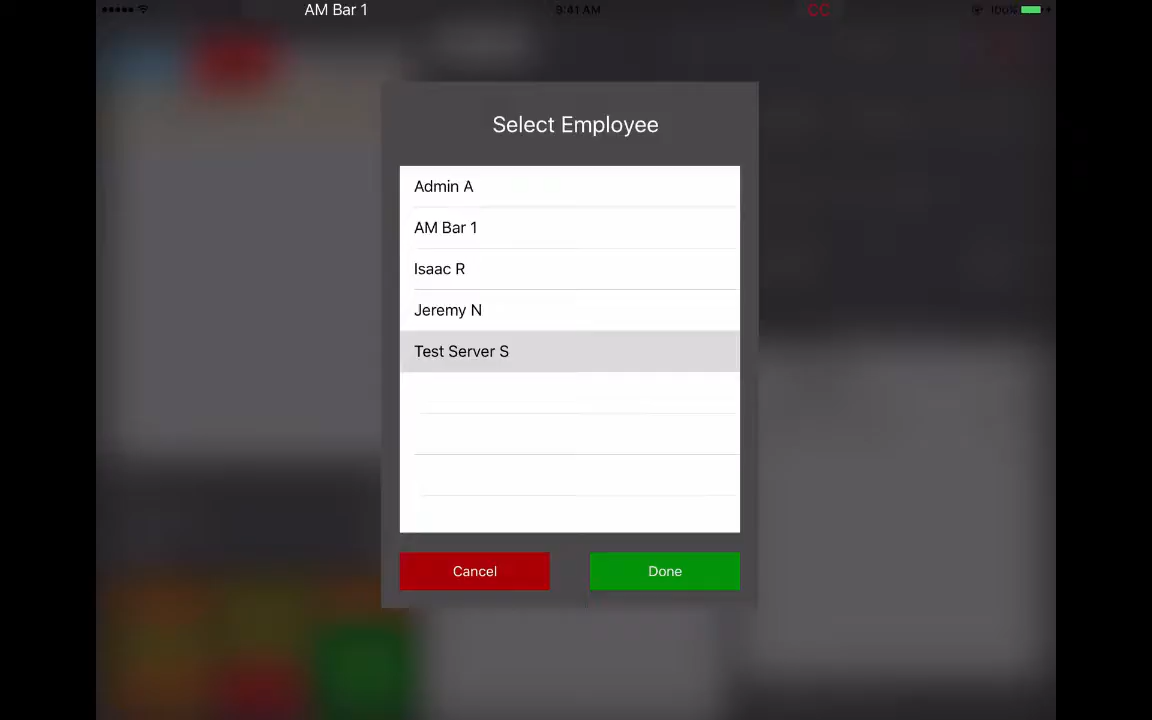 AM Bar 1
9:41 AM
CC
100%
Select Employee
Admin A
AM Bar 1
Isaac R
Jeremy N
Test Server S
Cancel
Done